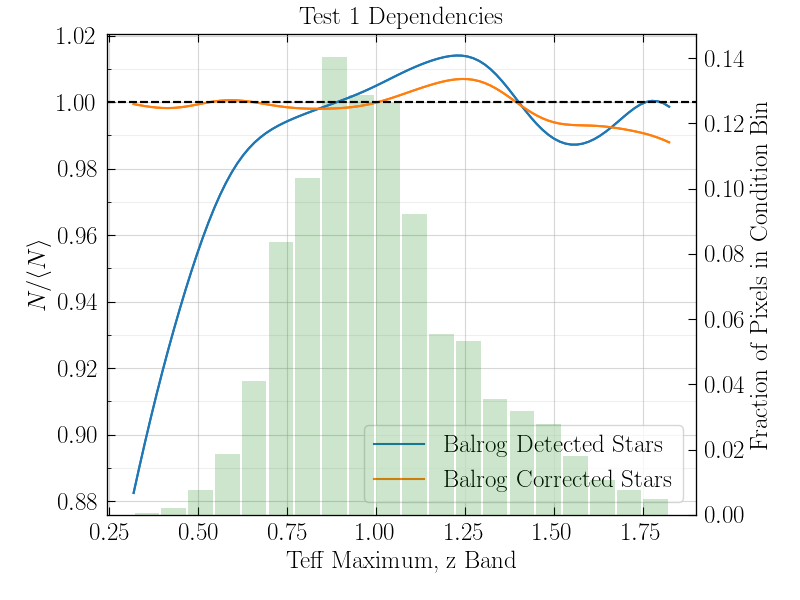 Test 1 Dependencies
1.02
1.00
0.98
0.96
0.94
0.92
0.90
0.88
N/⟨N⟩
0.14
0.12
0.10
0.08
0.06
0.04
0.02
0.00
Fraction of Pixels in Condition Bin
Balrog Detected Stars
Balrog Corrected Stars
0.25 0.50 0.75 1.00 1.25 1.50 1.75
Teff Maximum, z Band